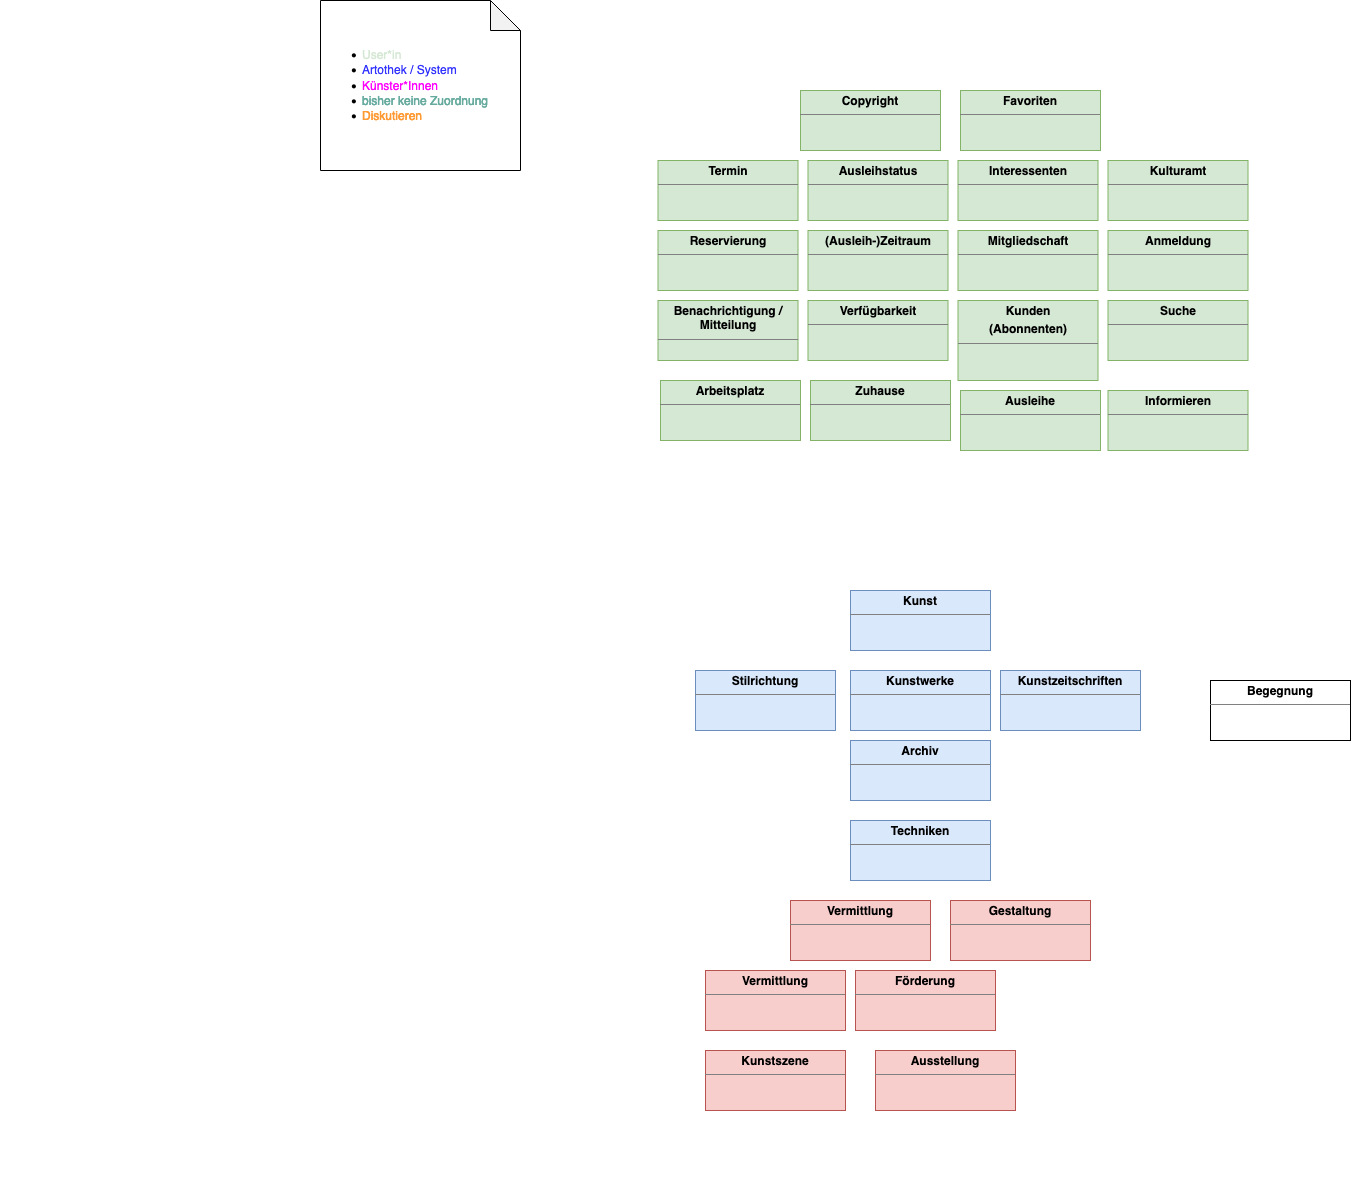 User*in
Artothek / System
Künster*Innen
bisher keine Zuordnung
Diskutieren
Copyright
Favoriten
Termin
Ausleihstatus
Interessenten
Kulturamt
Reservierung
(Ausleih-)Zeitraum
Mitgliedschaft
Anmeldung
Benachrichtigung /
Mitteilung
Verfügbarkeit
Kunden
(Abonnenten)
Suche
Arbeitsplatz
Zuhause
Ausleihe
Informieren
Kunst
Stilrichtung
Kunstwerke
Kunstzeitschriften
Begegnung
Archiv
Techniken
Vermittlung
Gestaltung
Vermittlung
Förderung
Kunstszene
Ausstellung